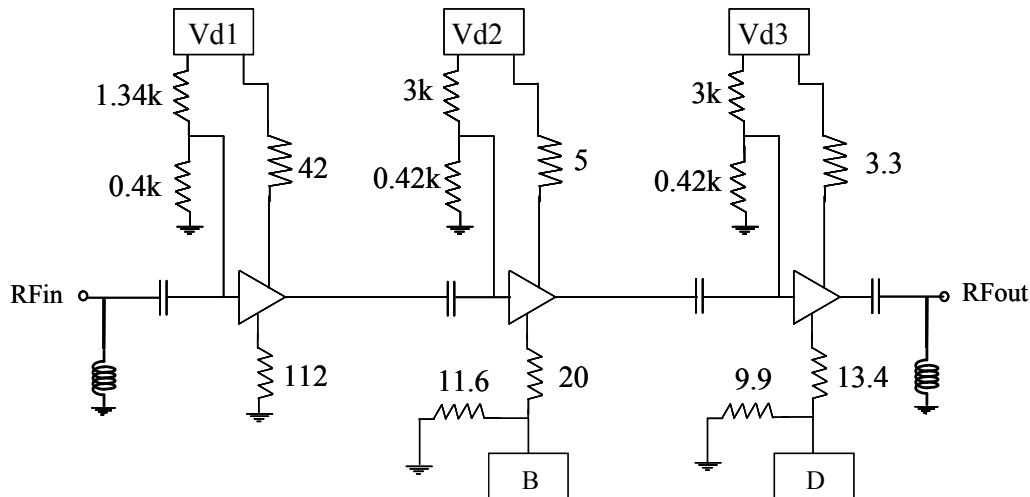 Vd1
Vd2
Vd3
1.34k
3k
3k
42
5
3.3
0.4k
0.42k
0.42k
RFin
RFout
112
11.6
20
9.9
13.4
B
D